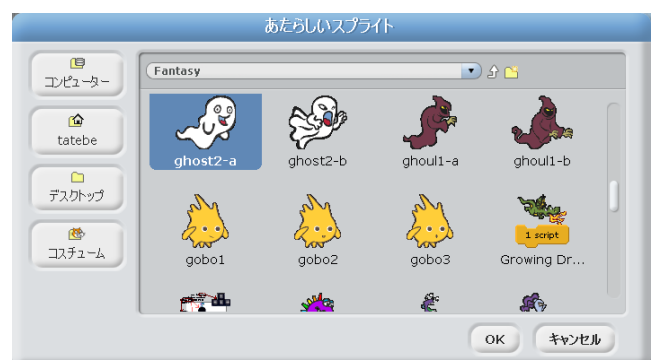 あたらしいスプライト
コンピューター
tatebe
デスクトップ
コスチューム
Fantasy
ghost2-a
ghost2-b
ghoul1-a
ghoul1-b
gobo1
gobo2
gobo3
1 script
Growing Dr...
OK
キャンセル